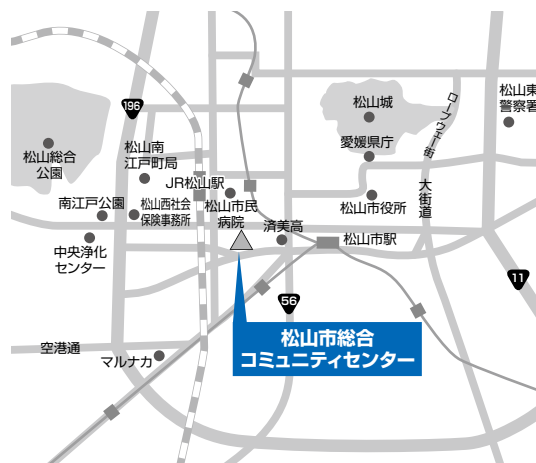 196
松山城
松山東
警察署
ロープウェー街
松山総合
公園
松山南
江戸町局
愛媛県庁
JR松山駅
南江戸公園
松山西社会
保険事務所
松山市民
病院
松山市役所
大街道
済美高
松山市駅
中央浄化
センター
11
56
松山市総合
コミュニティセンター
空港通
マルナカ